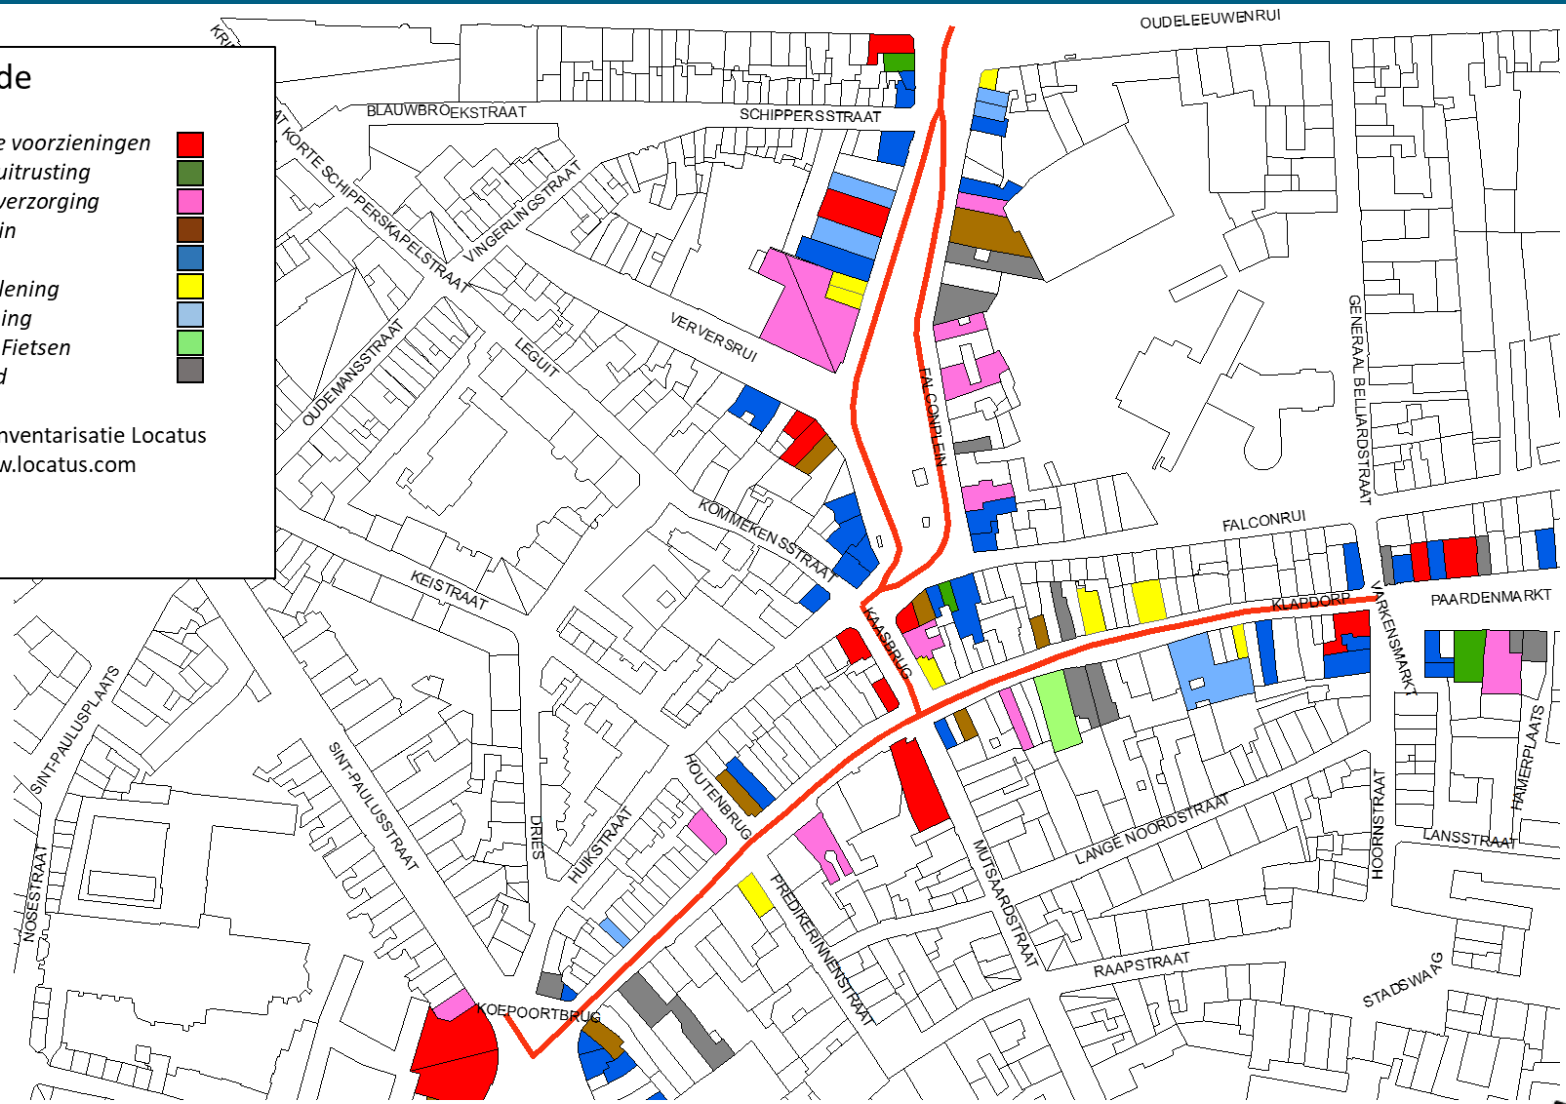 OUDELEEUWENRUI
de
e voorzieningen
uitrusting
verzorging
in
lening
ing
Fietsen
d
nventarisatie Locatus
w.locatus.com
BLAUWBROEKSTRAAT
SCHIPPERSSTRAAT
KORTE SCHIPPERSKAPELSTRAAT
VINGERLINGSTRAAT
VERVERSRUI
OUDEMANSSTRAAT
LEGUIT
FALCONPLEIN
GENERAAL BELLIARDSTRAAT
KOMMEKENSSTRAAT
FALCONRUI
KEISTRAAT
KAASBRUG
KLAPDORP
VARKENSMARKT
PAARDENMARKT
SINT-PAULUSPLAATS
SINT-PAULUSSTRAAT
HOUTENBRUG
HAMERPLAATS
HOORNSTRAAT
LANGE NOORDSTRAAT
LANSSTRAAT
DRIES
HUIKSTRAAT
MUTSAARDSTRAAT
NOSESTRAAT
PREDIKERINNENSTRAAT
RAAPSTRAAT
STADSWAAG
KOEPOORTBRUG